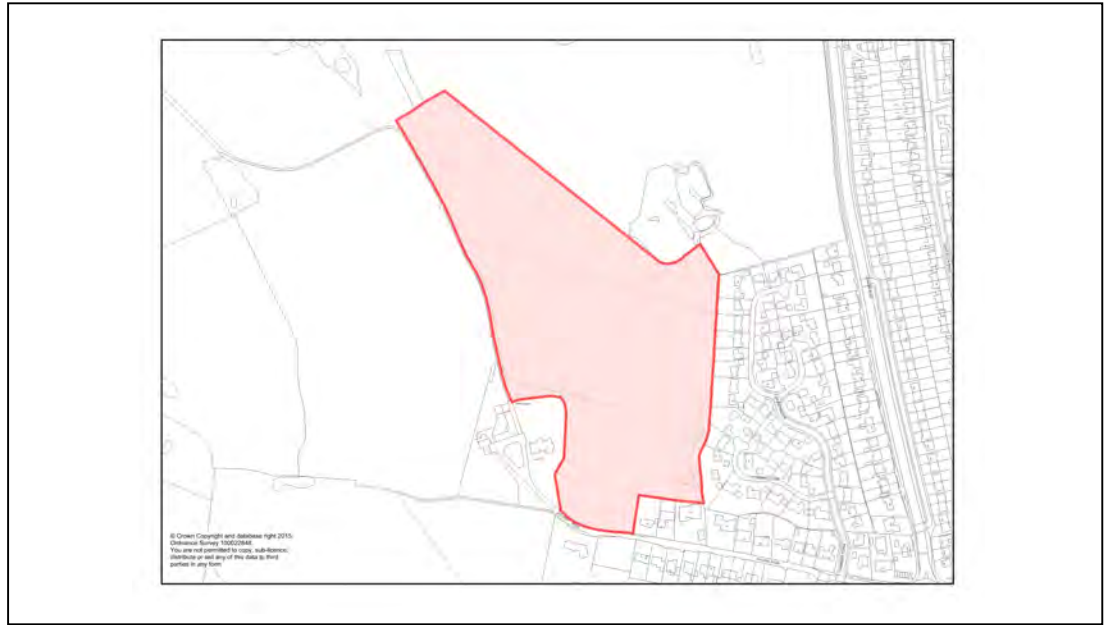 © Crown Copyright and database right 2015.
Ordnance Survey 100022648.
You are not permitted to copy, sub-licence,
distribute or sell any of this data to third
parties in any form